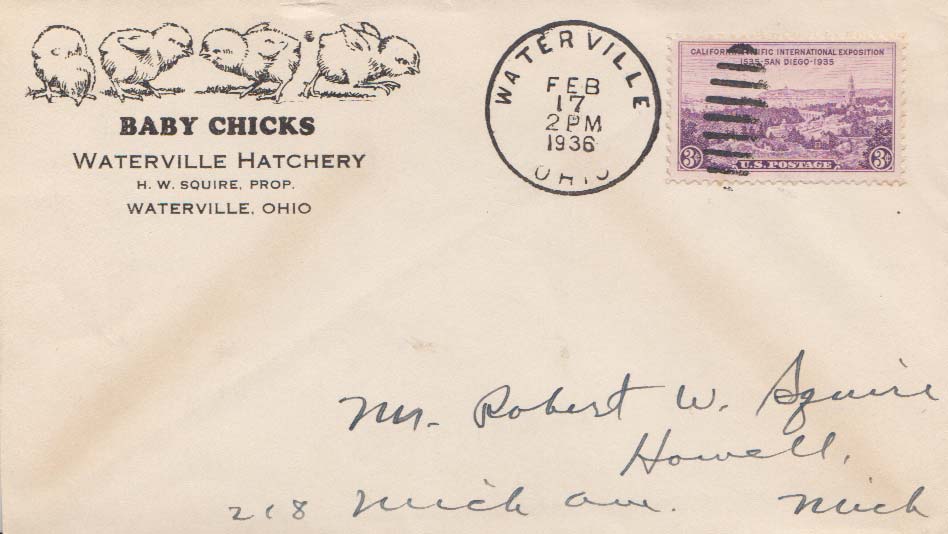 BABY CHICKS
WATERVILLE HATCHERY
H. W. SQUIRE, PROP.
WATERVILLE, OHIO
WATERVILLE
FEB
17
2 PM
1936
OHIO
CALIFORNIA PACIFIC INTERNATIONAL EXPOSITION
1535-SAN DIEGO-1935
3¢ U.S. POSTAGE 3¢
Mr. Robert W. Squire
Howell,
218 Mich Ave. Mich